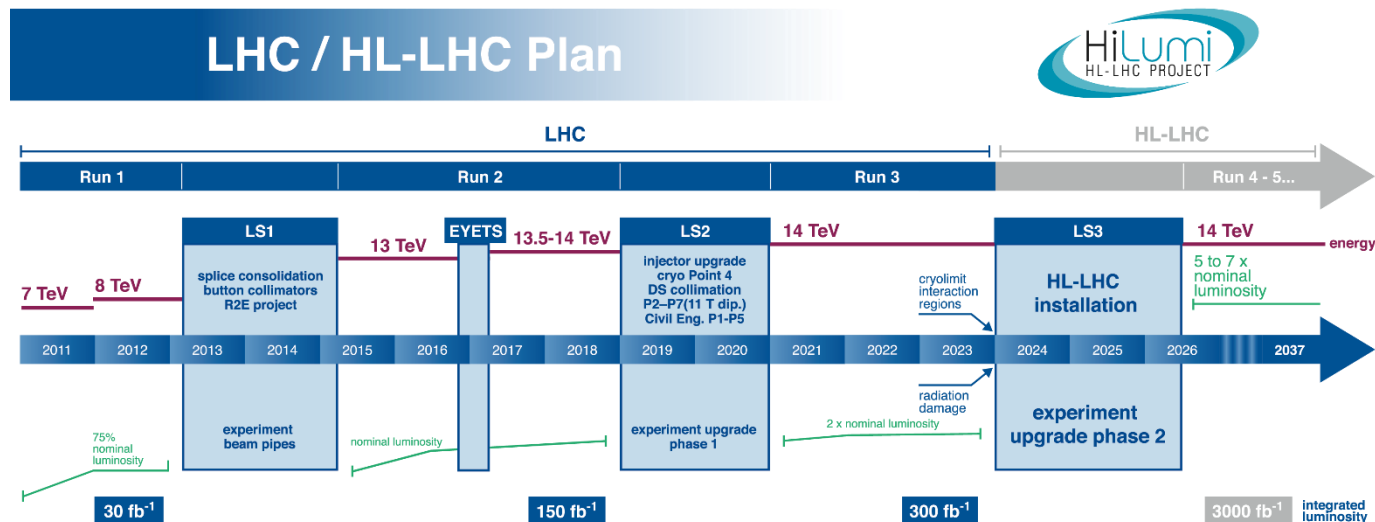 LHC / HL-LHC Plan
HiLumi
HL-LHC PROJECT
LHC
HL-LHC
Run 1
Run 2
Run 3
Run 4 - 5...
LS1
EYETS
LS2
LS3
13 TeV
13.5-14 TeV
14 TeV
14 TeV
energy
splice consolidation
button collimators
R2E project
injector upgrade
cryo Point 4
DS collimation
P2–P7(11 T dip.)
Civil Eng. P1-P5
cryolimit
interaction
regions
HL-LHC
installation
5 to 7 x
nominal
luminosity
7 TeV
8 TeV
2011 2012 2013 2014 2015 2016 2017 2018 2019 2020 2021 2022 2023 2024 2025 2026 2037
radiation
damage
75%
nominal
luminosity
experiment
beam pipes
nominal luminosity
experiment upgrade
phase 1
2 x nominal luminosity
experiment
upgrade phase 2
30 fb⁻¹
150 fb⁻¹
300 fb⁻¹
3000 fb⁻¹
integrated
luminosity